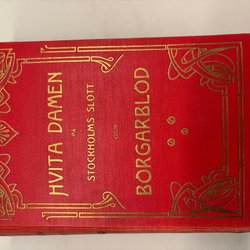 HVITA DAMEN
PÅ
STOCKHOLMS SLOTT
OCH
BORGARBLOD